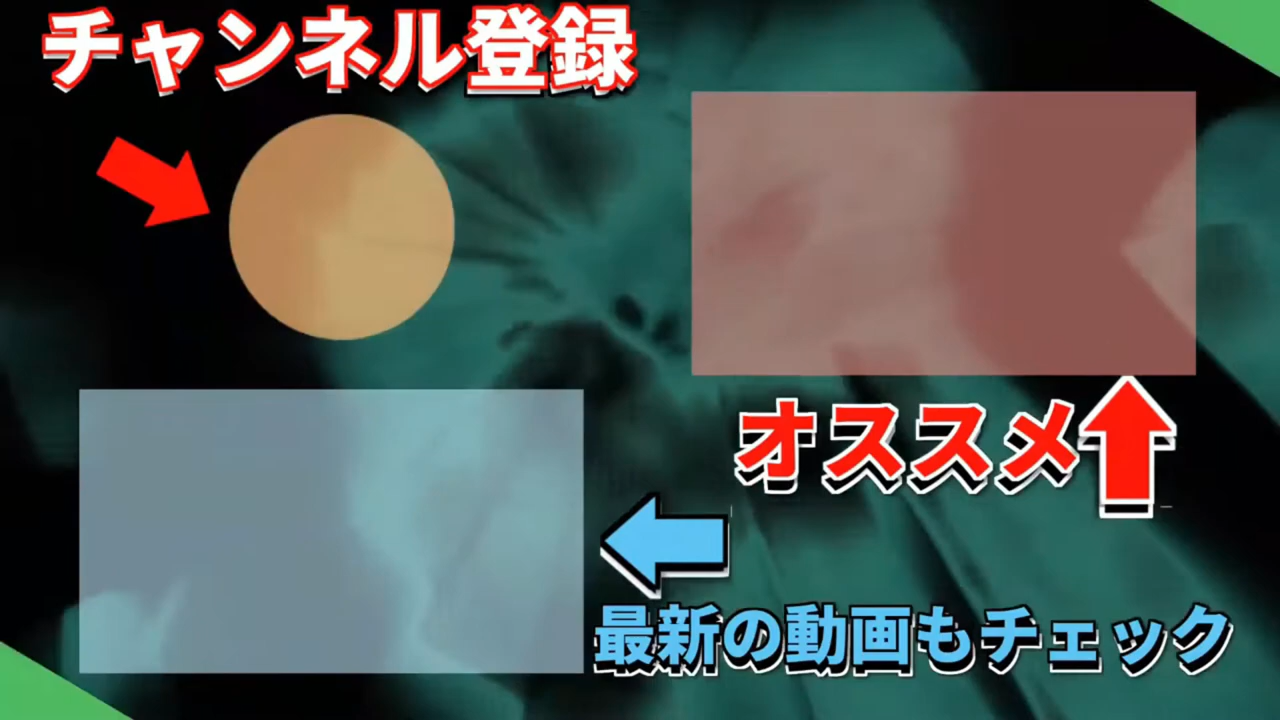 チャンネル登録
オススメ
最新の動画もチェック